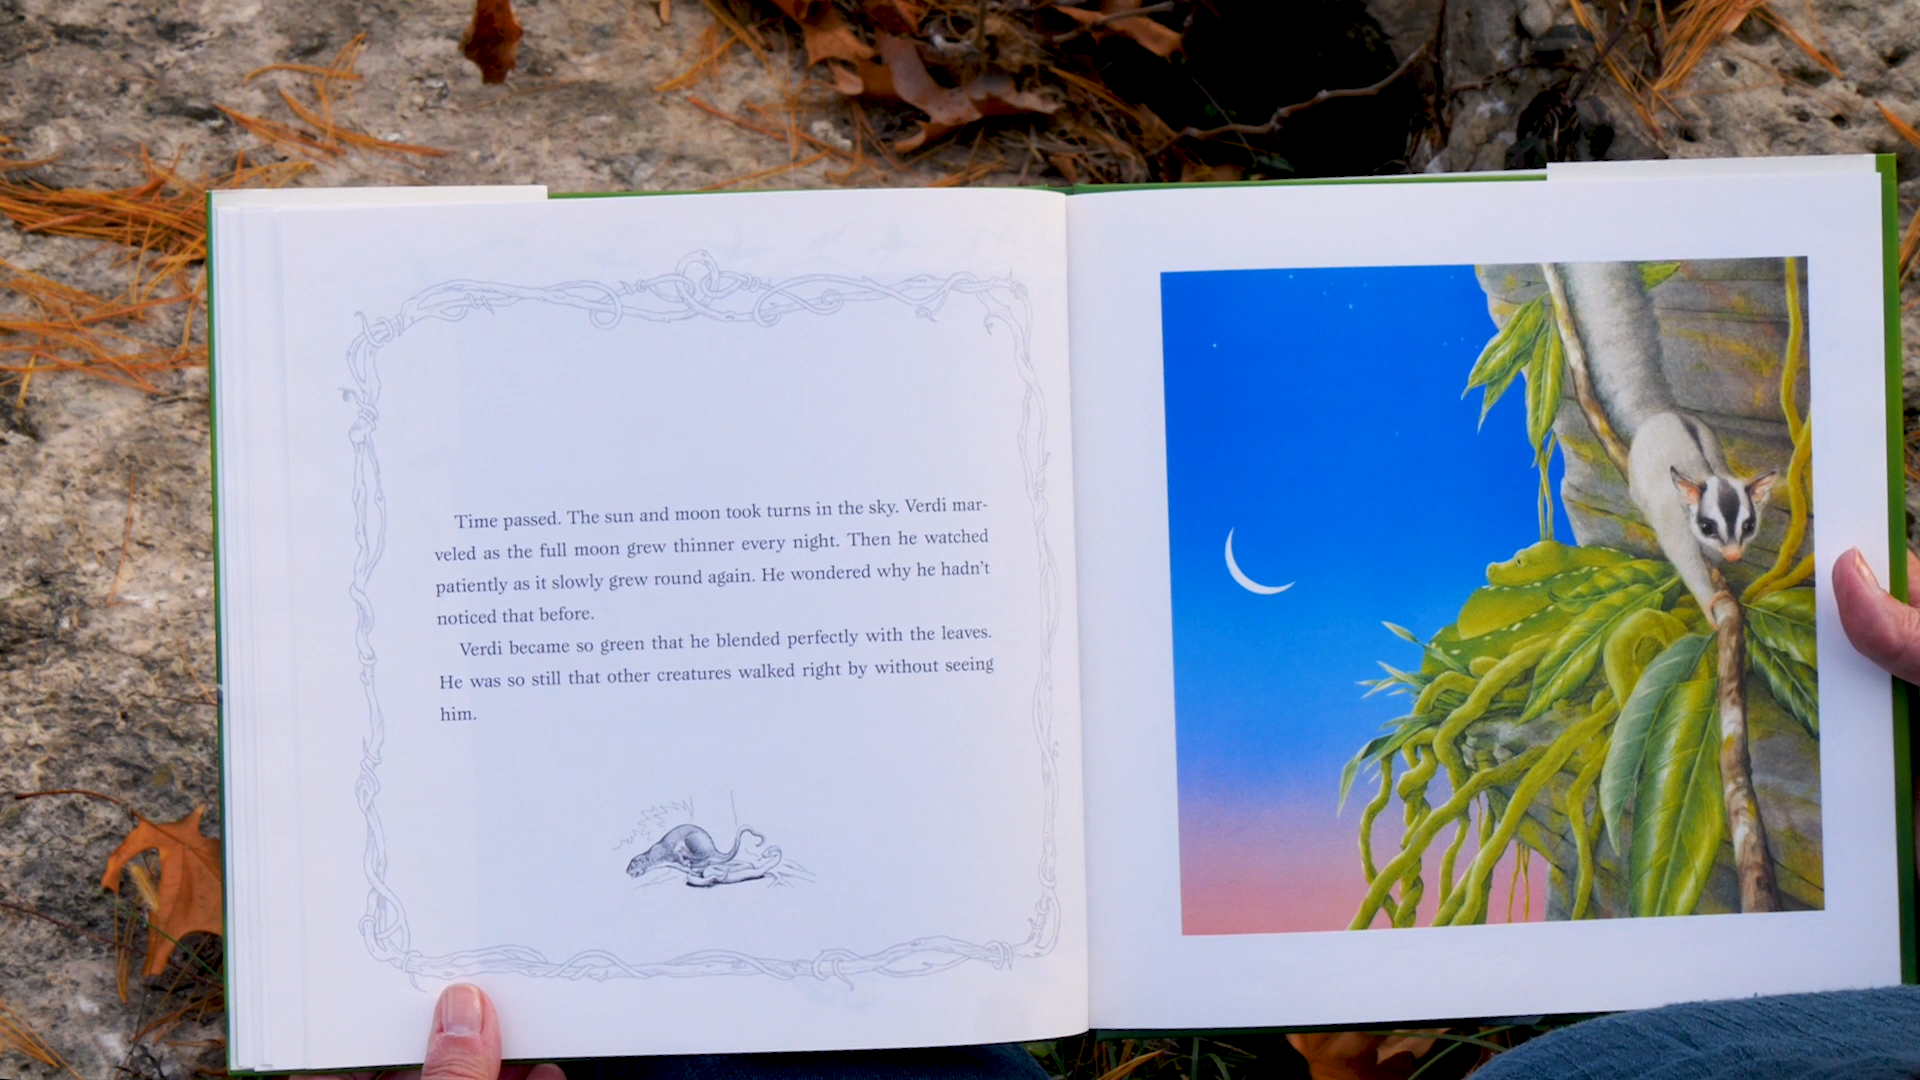 Time passed. The sun and moon took turns in the sky. Verdi mar-
veled as the full moon grew thinner every night. Then he watched
patiently as it slowly grew round again. He wondered why he hadn't
noticed that before.
Verdi became so green that he blended perfectly with the leaves.
He was so still that other creatures walked right by without seeing
him.